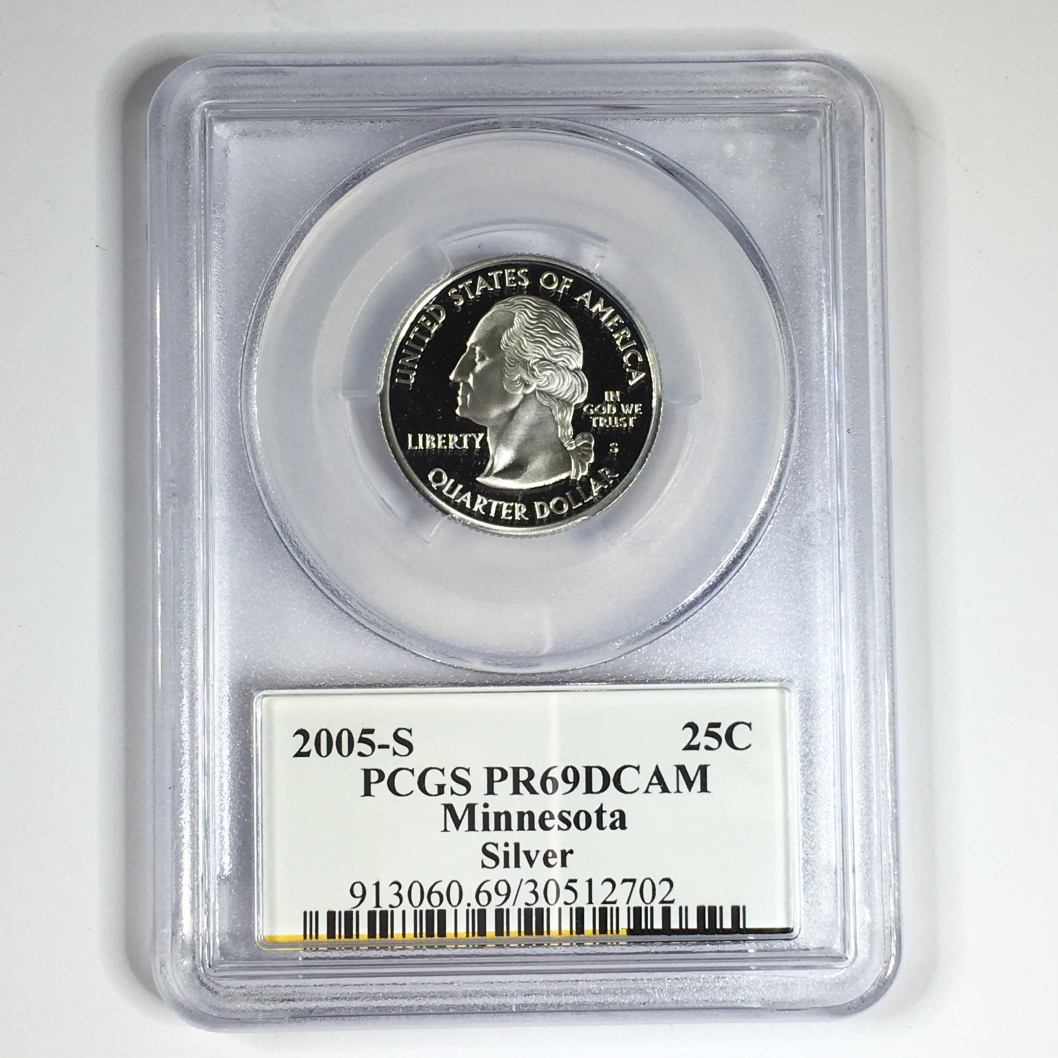 UNITED STATES OF AMERICA
IN
GOD WE
TRUST
LIBERTY
S
QUARTER DOLLAR
2005-S 25C
PCGS PR69DCAM
Minnesota
Silver
913060.69/30512702